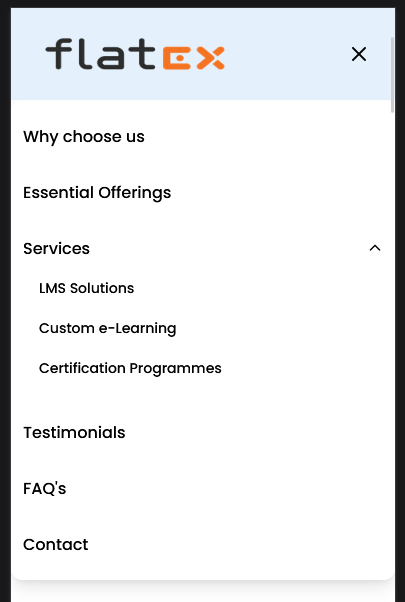 flatex
Why choose us
Essential Offerings
Services
LMS Solutions
Custom e-Learning
Certification Programmes
Testimonials
FAQ's
Contact